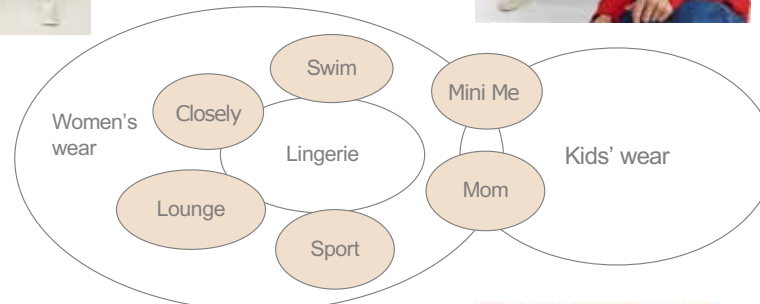 Swim
Mini Me
Closely
Women's
wear
Lingerie
Kids' wear
Mom
Lounge
Sport